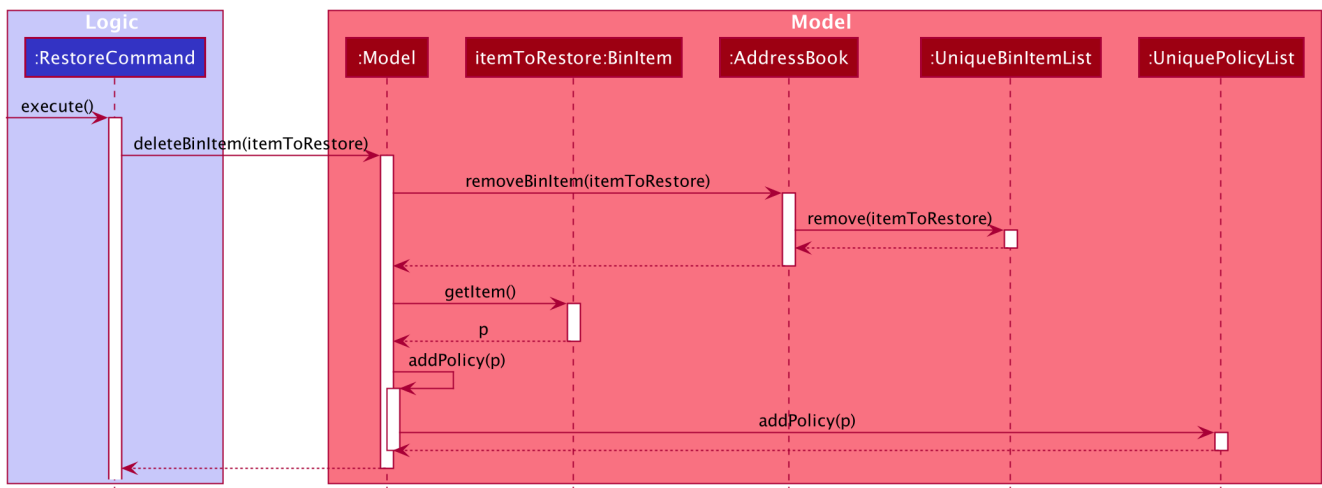 Logic
Model
:RestoreCommand
:Model
itemToRestore:BinItem
:AddressBook
:UniqueBinItemList
:UniquePolicyList
execute()
deleteBinItem(itemToRestore)
removeBinItem(itemToRestore)
remove(itemToRestore)
getItem()
p
addPolicy(p)
addPolicy(p)